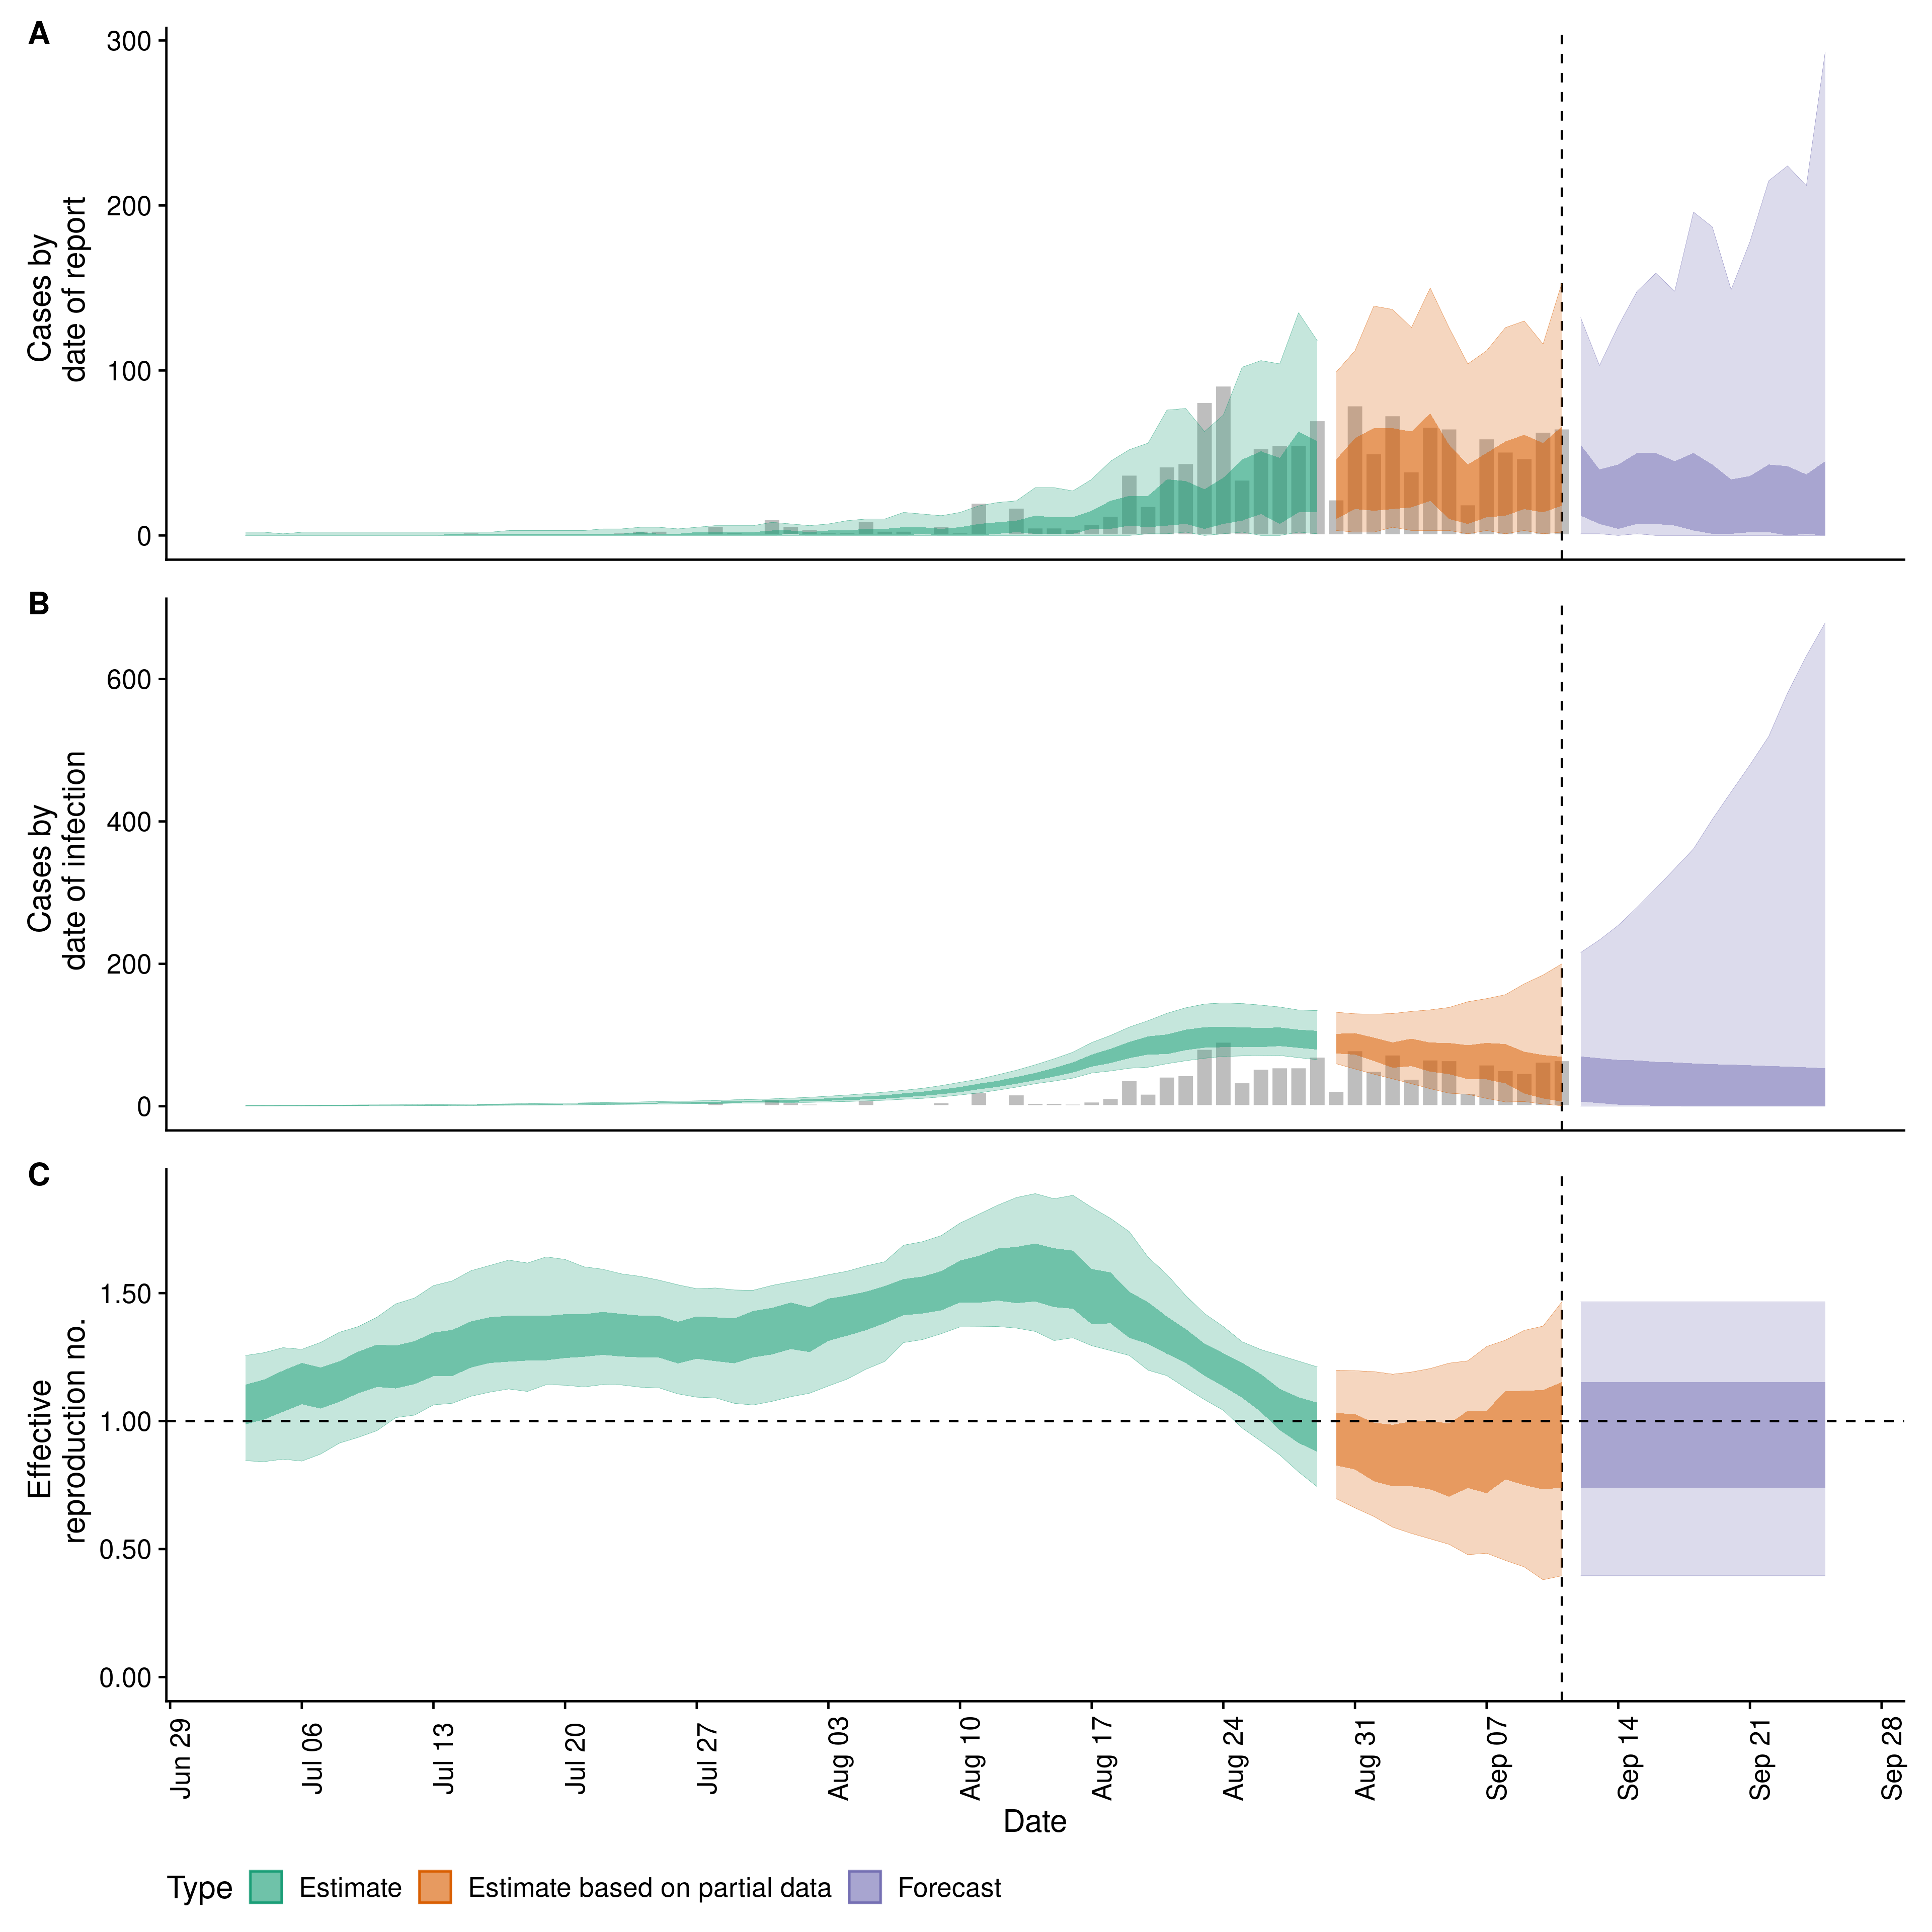 A
300
200
100
0
Cases by
date of report
B
600
400
200
0
Cases by
date of infection
C
1.50
1.00
0.50
0.00
Effective
reproduction no.
Jun 29
Jul 06
Jul 13
Jul 20
Jul 27
Aug 03
Aug 10
Aug 17
Aug 24
Aug 31
Sep 07
Sep 14
Sep 21
Sep 28
Date
Type Estimate Estimate based on partial data Forecast